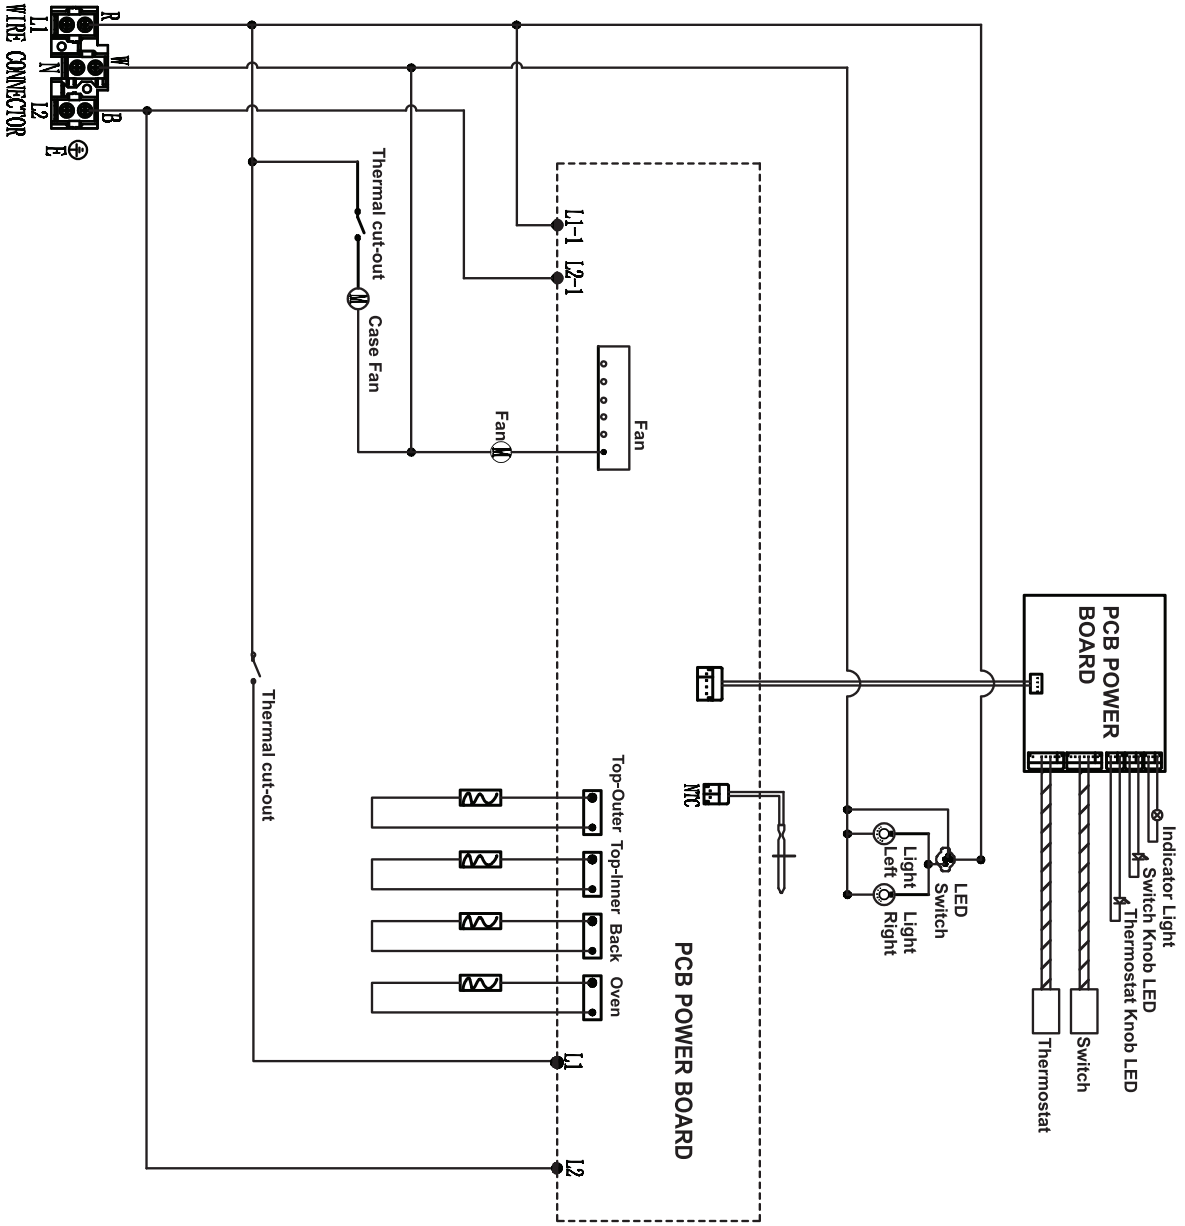 WIRE CONNECTOR
L1
R
N
W
L2
B
E
Thermal cut-out
M
Case Fan
Fan
M
L1-1
L2-1
Fan
Thermal cut-out
Top-Outer
Top-Inner
Back
Oven
L1
L2
PCB POWER BOARD
NTC
Light
Left
Light
Right
LED
Switch
PCB POWER
BOARD
Indicator Light
Switch Knob LED
Thermostat Knob LED
Switch
Thermostat